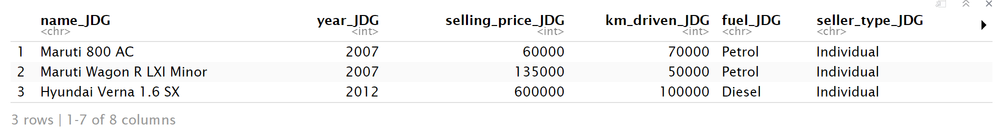 name_JDG year_JDG selling_price_JDG km_driven_JDG fuel_JDG seller_type_JDG
<chr> <int> <int> <int> <chr> <chr>
1 Maruti 800 AC 2007 60000 70000 Petrol Individual
2 Maruti Wagon R LXI Minor 2007 135000 50000 Petrol Individual
3 Hyundai Verna 1.6 SX 2012 600000 100000 Diesel Individual
3 rows | 1-7 of 8 columns